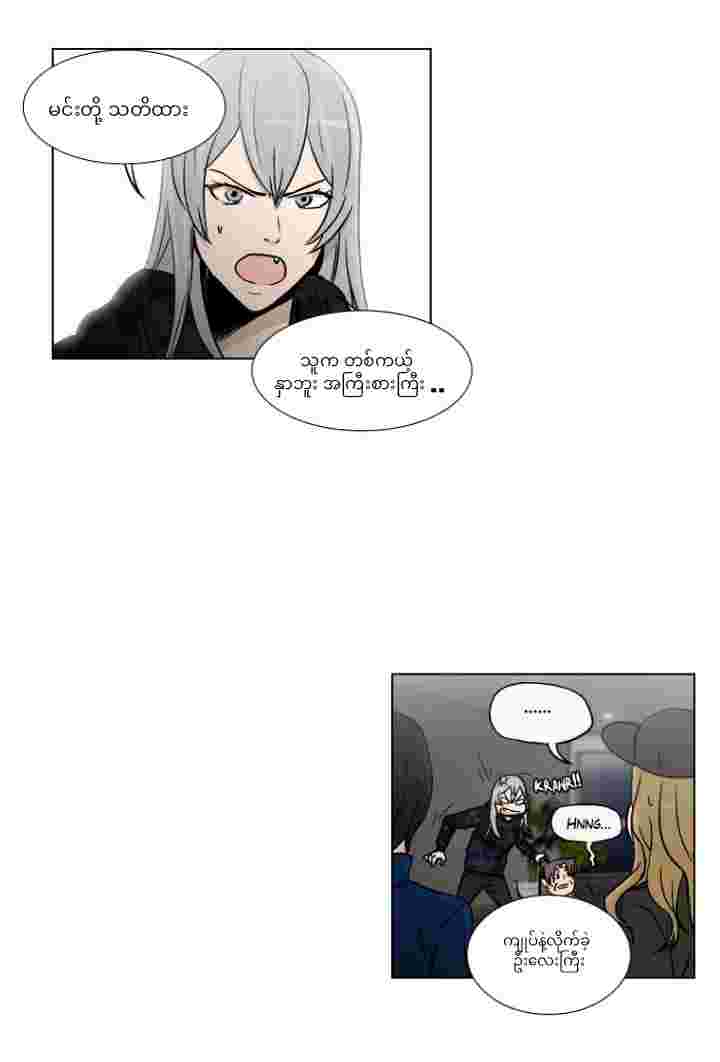 မင်းတို့ သတိထား
သူက တစ်ကယ့်
နှာဘူး အကြီးစားကြီး ..
......
KRAWR!!
HNNG...
ကျုပ်နဲ့လိုက်ခဲ့
ဦးလေးကြီး